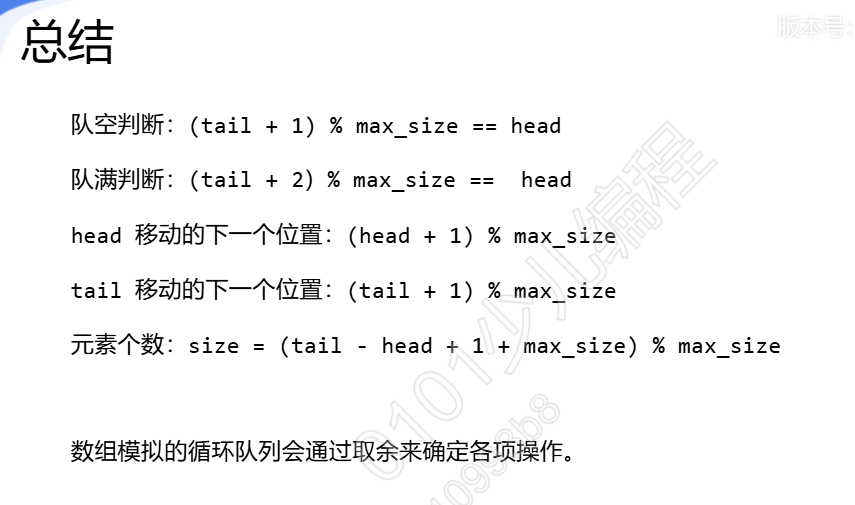 版本号:
总结
队空判断：(tail + 1) % max_size == head
队满判断：(tail + 2) % max_size ==  head
head 移动的下一个位置：(head + 1) % max_size
tail 移动的下一个位置：(tail + 1) % max_size
元素个数：size = (tail - head + 1 + max_size) % max_size
数组模拟的循环队列会通过取余来确定各项操作。
0101少儿编程